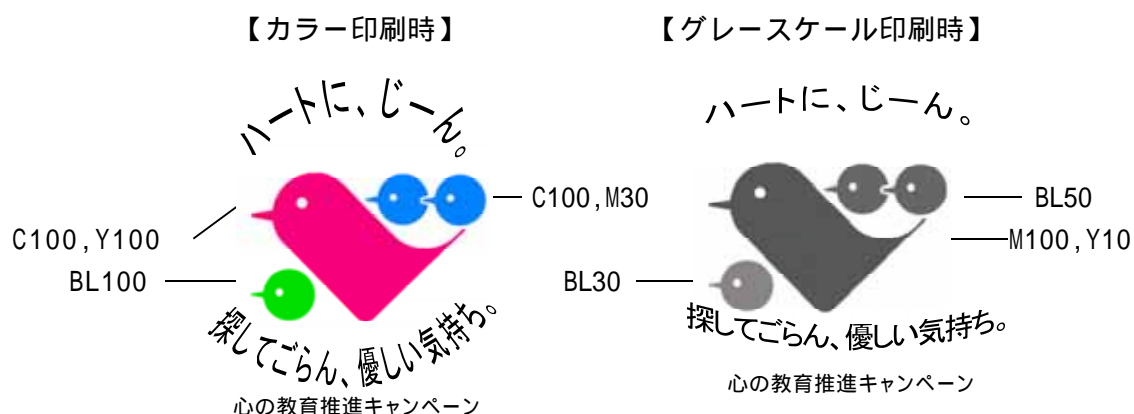 【カラー印刷時】
ハートに、じーん。
C100,M30
C100,Y100
BL100
探してごらん、優しい気持ち。
心の教育推進キャンペーン
【グレースケール印刷時】
ハートに、じーん。
BL50
M100,Y10
BL30
探してごらん、優しい気持ち。
心の教育推進キャンペーン